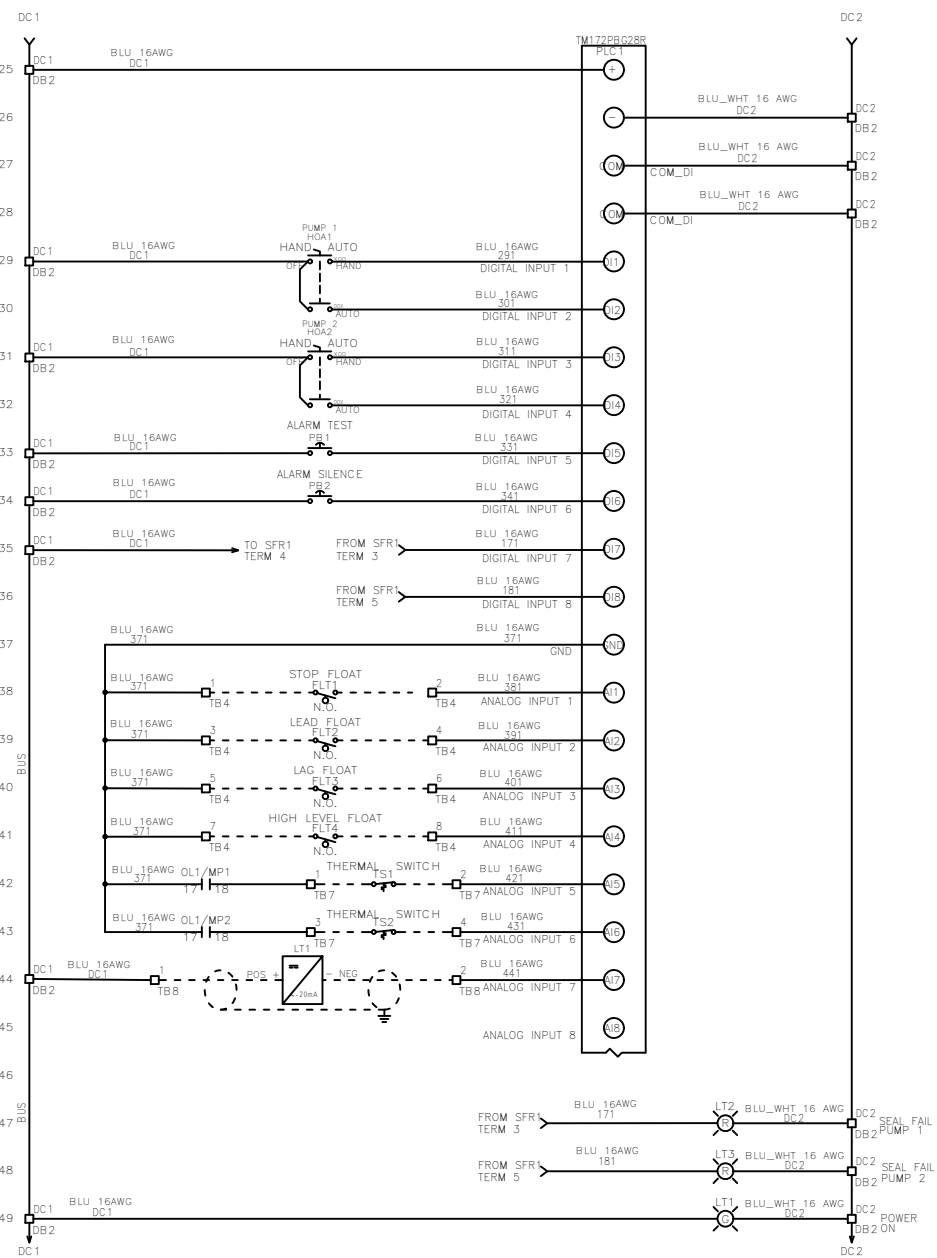 DC1
DC2
TM172PBG28R
PLC1
25
DC1
DB2
BLU 16AWG
DC1
+
26
−
BLU_WHT 16 AWG
DC2
DC2
DB2
27
COM
COM_DI
BLU_WHT 16 AWG
DC2
DC2
DB2
28
COM
COM_DI
BLU_WHT 16 AWG
DC2
DC2
DB2
29
DC1
DB2
BLU 16AWG
DC1
PUMP 1
HOA1
HAND AUTO
OFF
XOO
HAND
BLU 16AWG
291
DIGITAL INPUT 1
DI1
30
OOX
AUTO
BLU 16AWG
301
DIGITAL INPUT 2
DI2
31
DC1
DB2
BLU 16AWG
DC1
PUMP 2
HOA2
HAND AUTO
OFF
XOO
HAND
BLU 16AWG
311
DIGITAL INPUT 3
DI3
32
OOX
AUTO
BLU 16AWG
321
DIGITAL INPUT 4
DI4
33
DC1
DB2
BLU 16AWG
DC1
ALARM TEST
PB1
BLU 16AWG
331
DIGITAL INPUT 5
DI5
34
DC1
DB2
BLU 16AWG
DC1
ALARM SILENCE
PB2
BLU 16AWG
341
DIGITAL INPUT 6
DI6
35
DC1
DB2
BLU 16AWG
DC1
TO SFR1
TERM 4
FROM SFR1
TERM 3
BLU 16AWG
171
DIGITAL INPUT 7
DI7
36
FROM SFR1
TERM 5
BLU 16AWG
181
DIGITAL INPUT 8
DI8
37
BLU 16AWG
371
BLU 16AWG
371
GND
GND
38
BLU 16AWG
371
1
TB4
STOP FLOAT
FLT1
N.O.
2
TB4
BLU 16AWG
381
ANALOG INPUT 1
AI1
39
BLU 16AWG
371
3
TB4
LEAD FLOAT
FLT2
N.O.
4
TB4
BLU 16AWG
391
ANALOG INPUT 2
AI2
BUS
40
BLU 16AWG
371
5
TB4
LAG FLOAT
FLT3
N.O.
6
TB4
BLU 16AWG
401
ANALOG INPUT 3
AI3
41
BLU 16AWG
371
7
TB4
HIGH LEVEL FLOAT
FLT4
N.O.
8
TB4
BLU 16AWG
411
ANALOG INPUT 4
AI4
42
BLU 16AWG
371
OL1/MP1
17 18
1
TB7
THERMAL SWITCH
TS1
2
TB7
BLU 16AWG
421
ANALOG INPUT 5
AI5
43
BLU 16AWG
371
OL1/MP2
17 18
3
TB7
THERMAL SWITCH
TS2
4
TB7
BLU 16AWG
431
ANALOG INPUT 6
AI6
44
DC1
DB2
BLU 16AWG
DC1
1
TB8
POS +
LT1
4-20mA
− NEG
2
TB8
BLU 16AWG
441
ANALOG INPUT 7
AI7
45
ANALOG INPUT 8
AI8
46
BUS
47
FROM SFR1
TERM 3
BLU 16AWG
171
LT2
R
BLU_WHT 16 AWG
DC2
DC2
DB2
SEAL FAIL
PUMP 1
48
FROM SFR1
TERM 5
BLU 16AWG
181
LT3
R
BLU_WHT 16 AWG
DC2
DC2
DB2
SEAL FAIL
PUMP 2
49
DC1
DB2
BLU 16AWG
DC1
LT1
G
BLU_WHT 16 AWG
DC2
DC2
DB2
POWER
ON
DC1
DC2